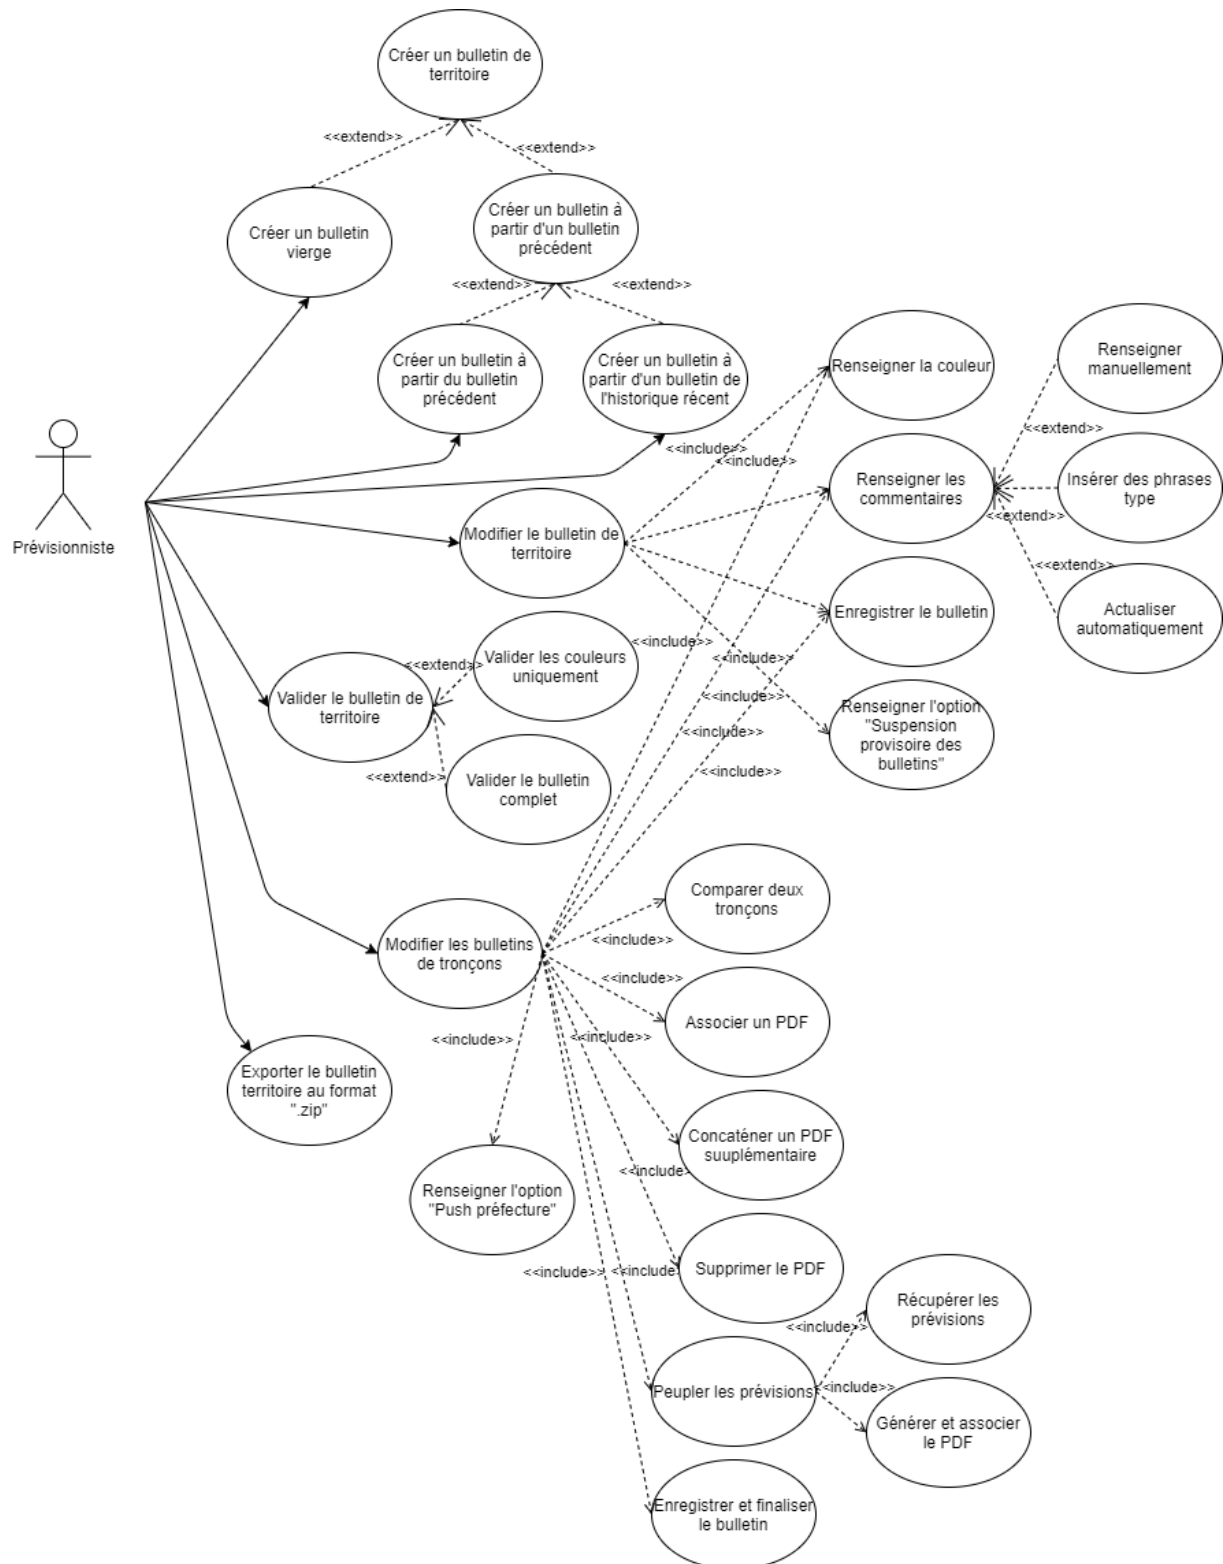 Créer un bulletin de
territoire
<<extend>>
<<extend>>
Créer un bulletin
vierge
Créer un bulletin à
partir d'un bulletin
précédent
<<extend>>
<<extend>>
Créer un bulletin à
partir du bulletin
précédent
Créer un bulletin à
partir d'un bulletin de
l'historique récent
Renseigner la couleur
Renseigner
manuellement
<<extend>>
<<include>>
<<include>>
Renseigner les
commentaires
Insérer des phrases
type
<<extend>>
Prévisionniste
Modifier le bulletin de
territoire
<<extend>>
Enregistrer le bulletin
Actualiser
automatiquement
<<include>>
<<include>>
Valider les couleurs
uniquement
<<extend>>
Valider le bulletin de
territoire
<<include>>
<<include>>
Renseigner l'option
"Suspension
provisoire des
bulletins"
<<extend>>
Valider le bulletin
complet
Comparer deux
tronçons
<<include>>
Modifier les bulletins
de tronçons
<<include>>
Associer un PDF
<<include>>
<<include>>
Exporter le bulletin
territoire au format
".zip"
Concaténer un PDF
suuplémentaire
<<include>
Renseigner l'option
"Push préfecture"
Supprimer le PDF
<<include>>
<<include>
Récupérer les
prévisions
<<include>>
Peupler les prévisions
<<include>>
Générer et associer
le PDF
Enregistrer et finaliser
le bulletin